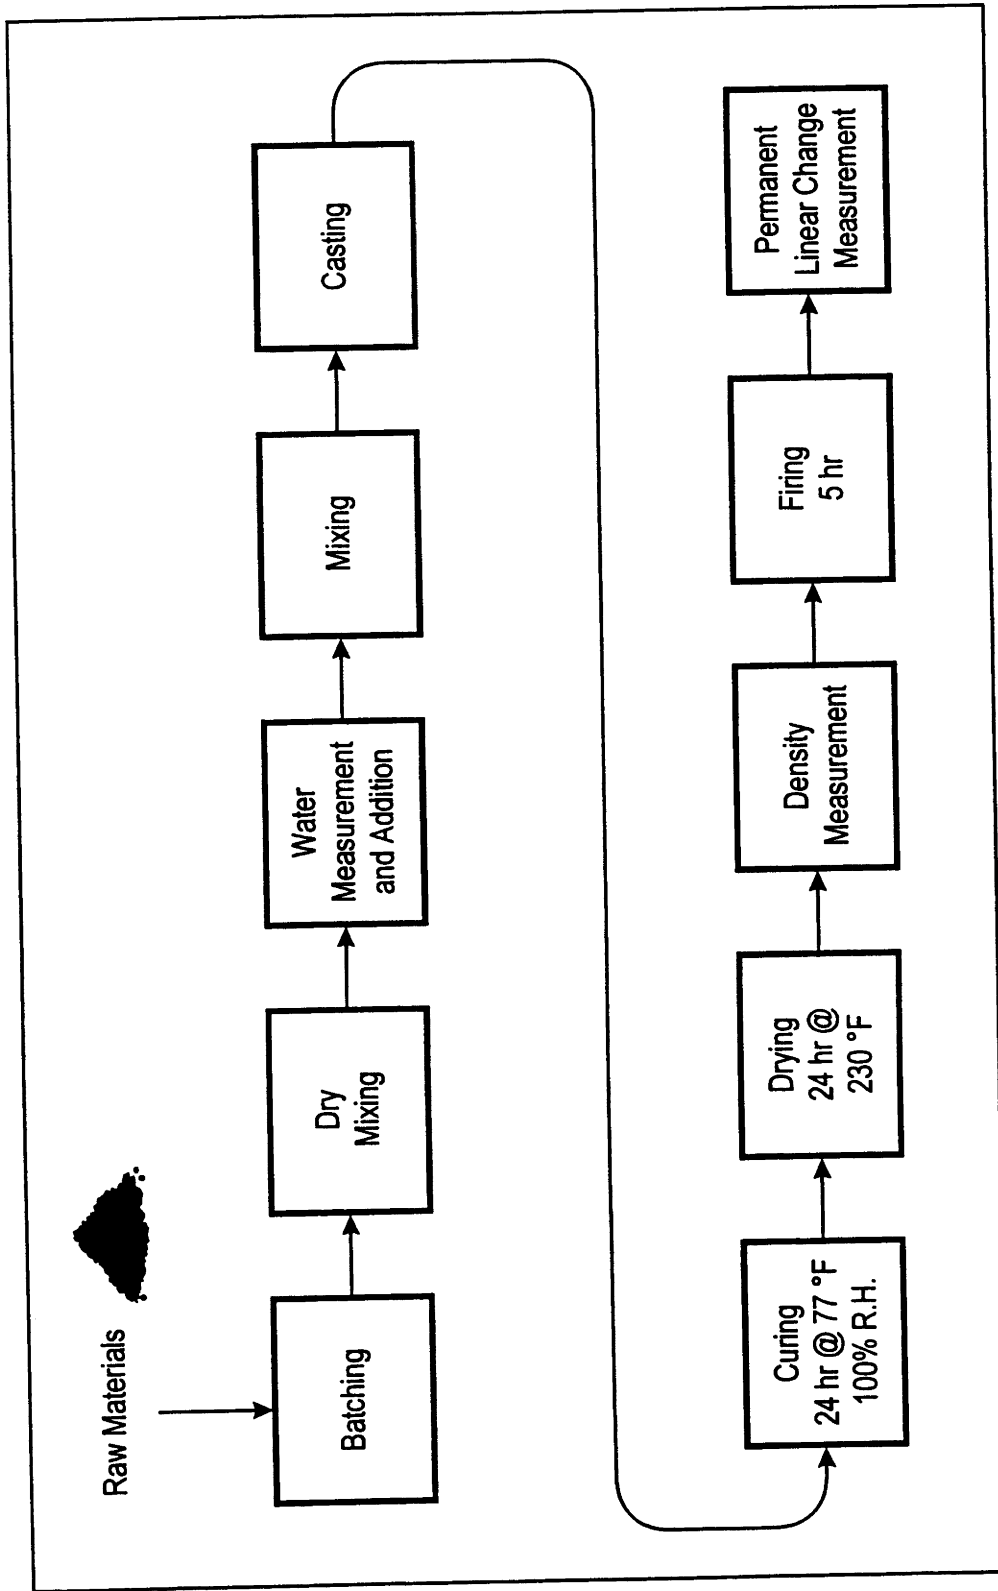 Raw Materials
Batching
Dry
Mixing
Water
Measurement
and Addition
Mixing
Casting
Curing
24 hr @ 77 °F
100% R.H.
Drying
24 hr @
230 °F
Density
Measurement
Firing
5 hr
Permanent
Linear Change
Measurement